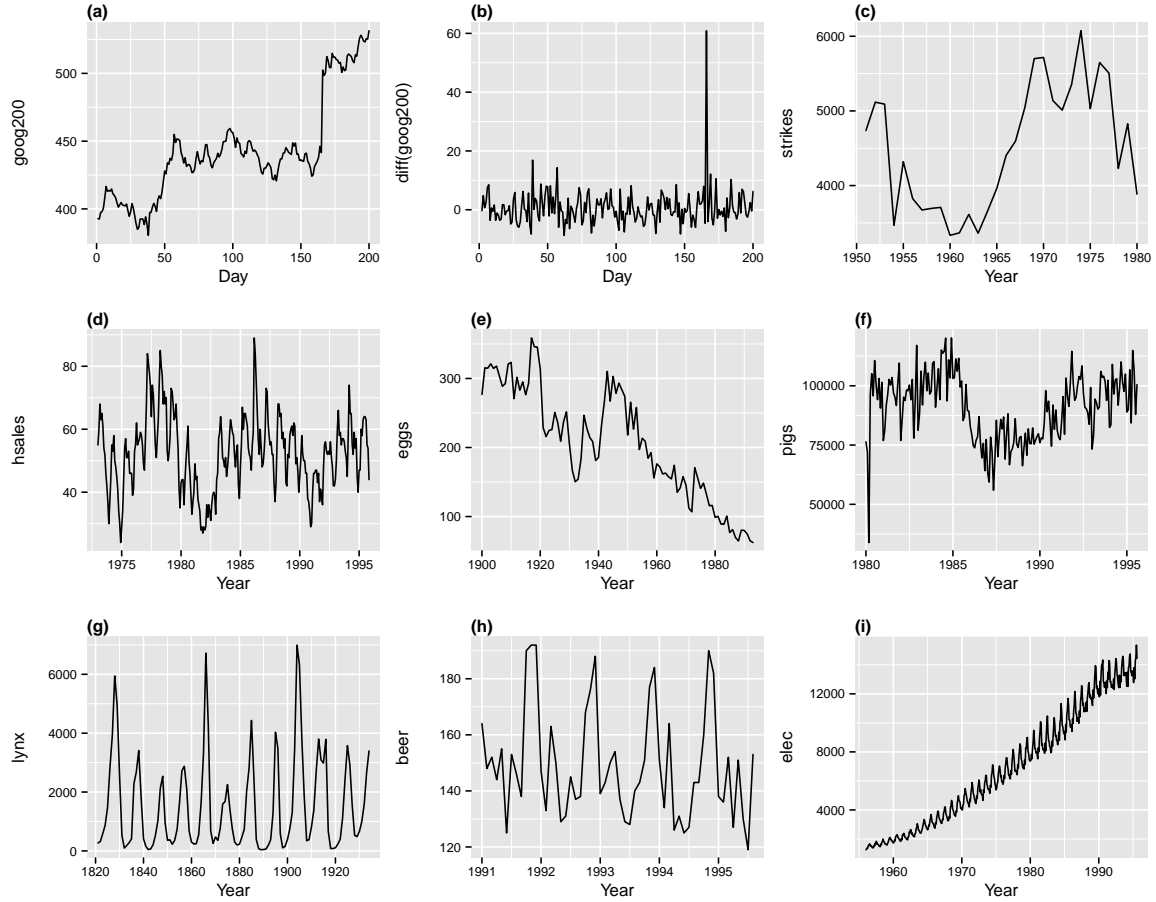 (a)
goog200
500
450
400
0
50
100
150
200
Day
(b)
diff(goog200)
60
40
20
0
0
50
100
150
200
Day
(c)
strikes
6000
5000
4000
1950
1955
1960
1965
1970
1975
1980
Year
(d)
hsales
80
60
40
1975
1980
1985
1990
1995
Year
(e)
eggs
300
200
100
1900
1920
1940
1960
1980
Year
(f)
pigs
100000
75000
50000
1980
1985
1990
1995
Year
(g)
lynx
6000
4000
2000
0
1820
1840
1860
1880
1900
1920
Year
(h)
beer
180
160
140
120
1991
1992
1993
1994
1995
Year
(i)
elec
12000
8000
4000
1960
1970
1980
1990
Year